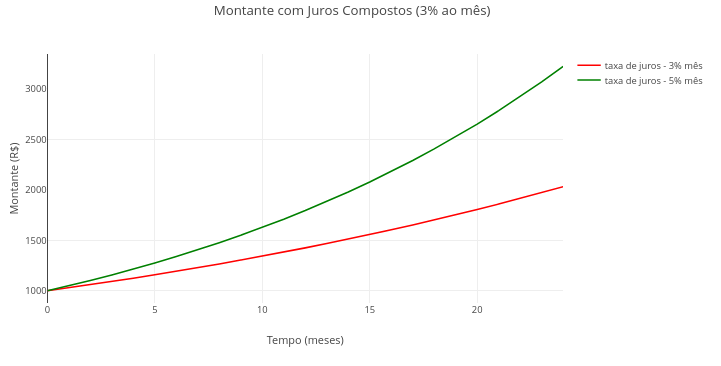 Montante com Juros Compostos (3% ao mês)
taxa de juros - 3% mês
taxa de juros - 5% mês
Montante (R$)
3000
2500
2000
1500
1000
0
5
10
15
20
Tempo (meses)